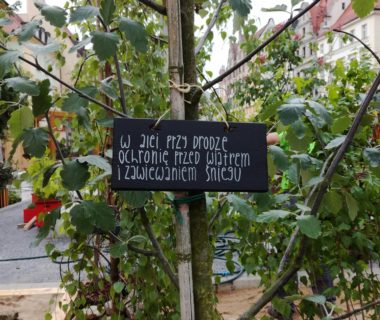 W ALEI PRZY DRODZE
OCHRONIĘ PRZED WIATREM
I ZAWIEWANIEM ŚNIEGU